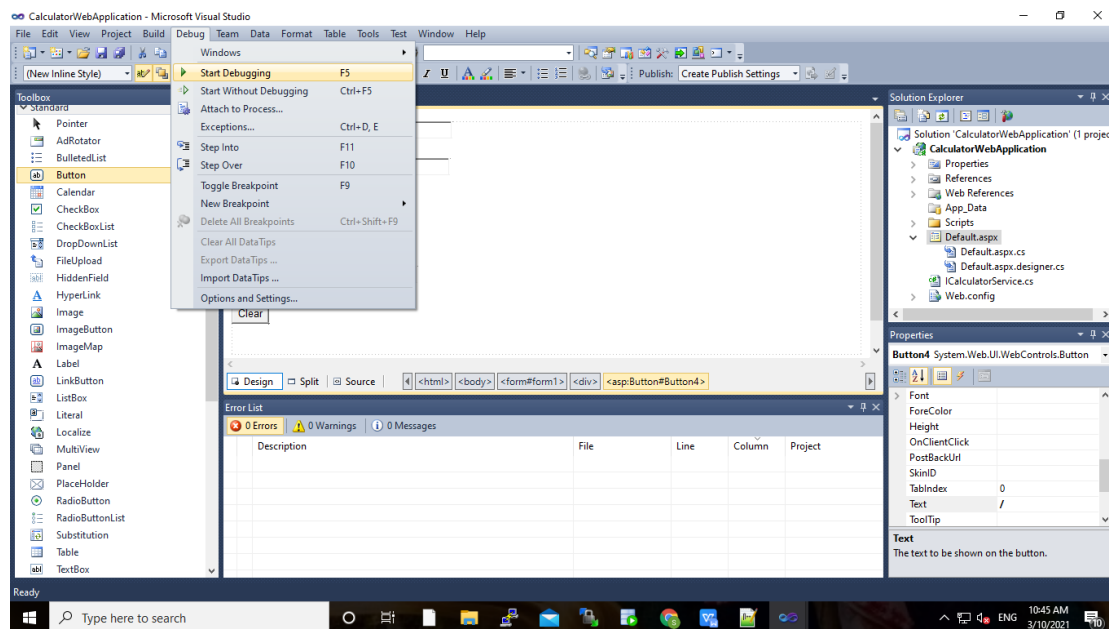 CalculatorWebApplication - Microsoft Visual Studio
File Edit View Project Build Debug Team Data Format Table Tools Test Window Help
(New Inline Style)
Publish: Create Publish Settings
Windows
Start Debugging F5
Start Without Debugging Ctrl+F5
Attach to Process...
Exceptions... Ctrl+D, E
Step Into F11
Step Over F10
Toggle Breakpoint F9
New Breakpoint
Delete All Breakpoints Ctrl+Shift+F9
Clear All DataTips
Export DataTips ...
Import DataTips ...
Options and Settings...
Toolbox
Standard
Pointer
AdRotator
BulletedList
Button
Calendar
CheckBox
CheckBoxList
DropDownList
FileUpload
HiddenField
HyperLink
Image
ImageButton
ImageMap
Label
LinkButton
ListBox
Literal
Localize
MultiView
Panel
PlaceHolder
RadioButton
RadioButtonList
Substitution
Table
TextBox
Clear
Design Split Source <html> <body> <form#form1> <div> <asp:Button#Button4>
Error List
0 Errors 0 Warnings 0 Messages
Description File Line Column Project
Solution Explorer
Solution 'CalculatorWebApplication' (1 projec
CalculatorWebApplication
Properties
References
Web References
App_Data
Scripts
Default.aspx
Default.aspx.cs
Default.aspx.designer.cs
ICalculatorService.cs
Web.config
Properties
Button4 System.Web.UI.WebControls.Button
Font
ForeColor
Height
OnClientClick
PostBackUrl
SkinID
TabIndex 0
Text /
ToolTip
Text
The text to be shown on the button.
Ready
Type here to search
ENG
10:45 AM
3/10/2021